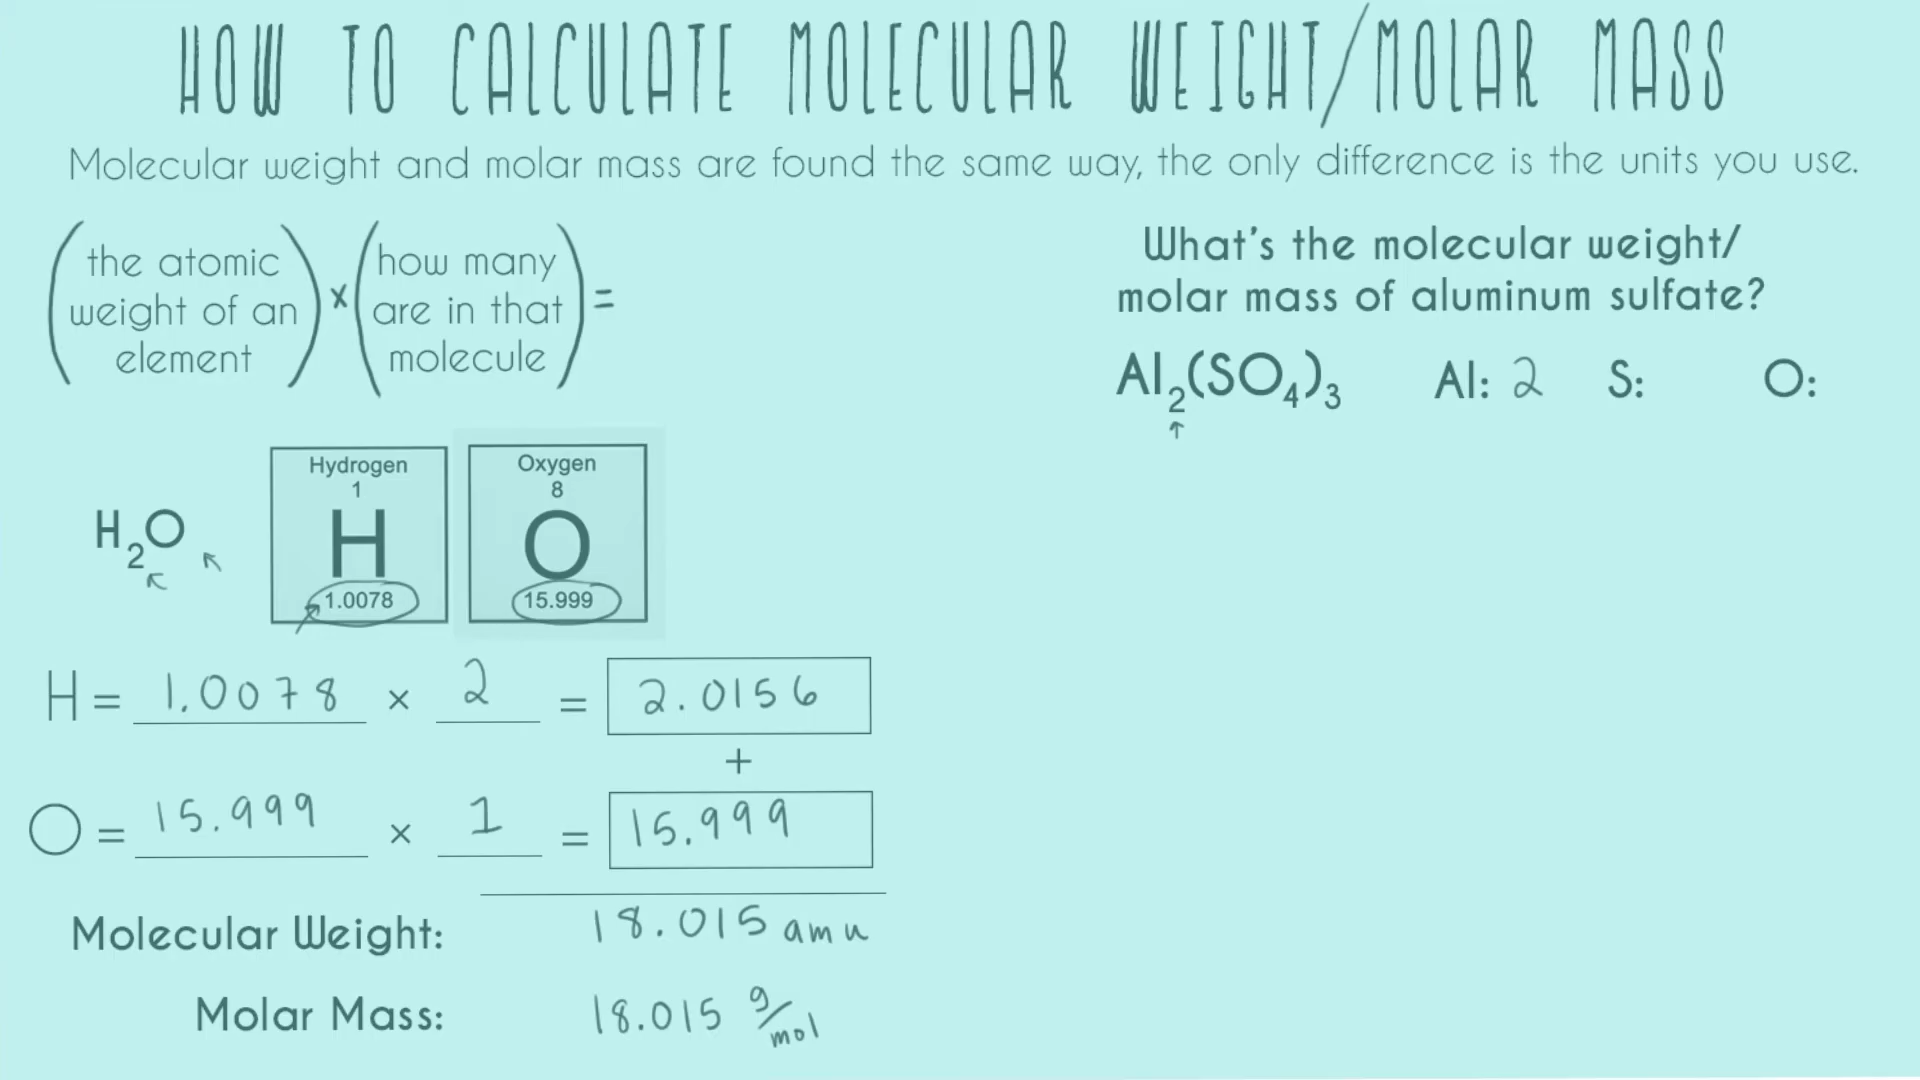 HOW TO CALCULATE MOLECULAR WEIGHT/MOLAR MASS
Molecular weight and molar mass are found the same way, the only difference is the units you use.
(the atomic weight of an element) x (how many are in that molecule) =
H₂O
Hydrogen
1
H
1.0078
Oxygen
8
O
15.999
H = 1.0078 × 2 = 2.0156
+
O = 15.999 × 1 = 15.999
Molecular Weight: 18.015 amu
Molar Mass: 18.015 g/mol
What's the molecular weight/
molar mass of aluminum sulfate?
Al₂(SO₄)₃ Al: 2 S: O: